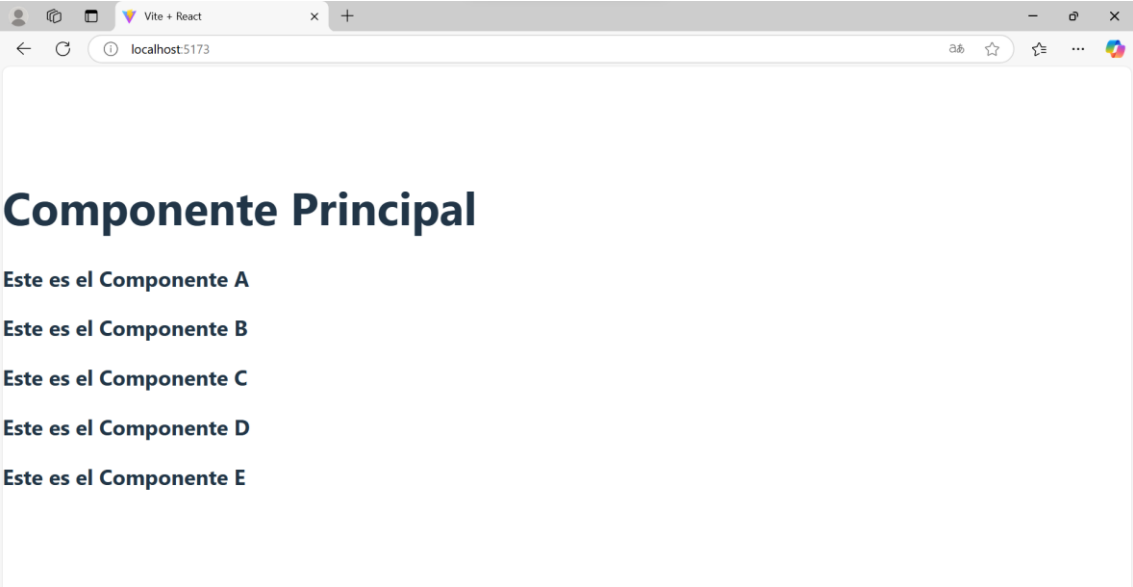 Vite + React
localhost:5173
Componente Principal
Este es el Componente A
Este es el Componente B
Este es el Componente C
Este es el Componente D
Este es el Componente E